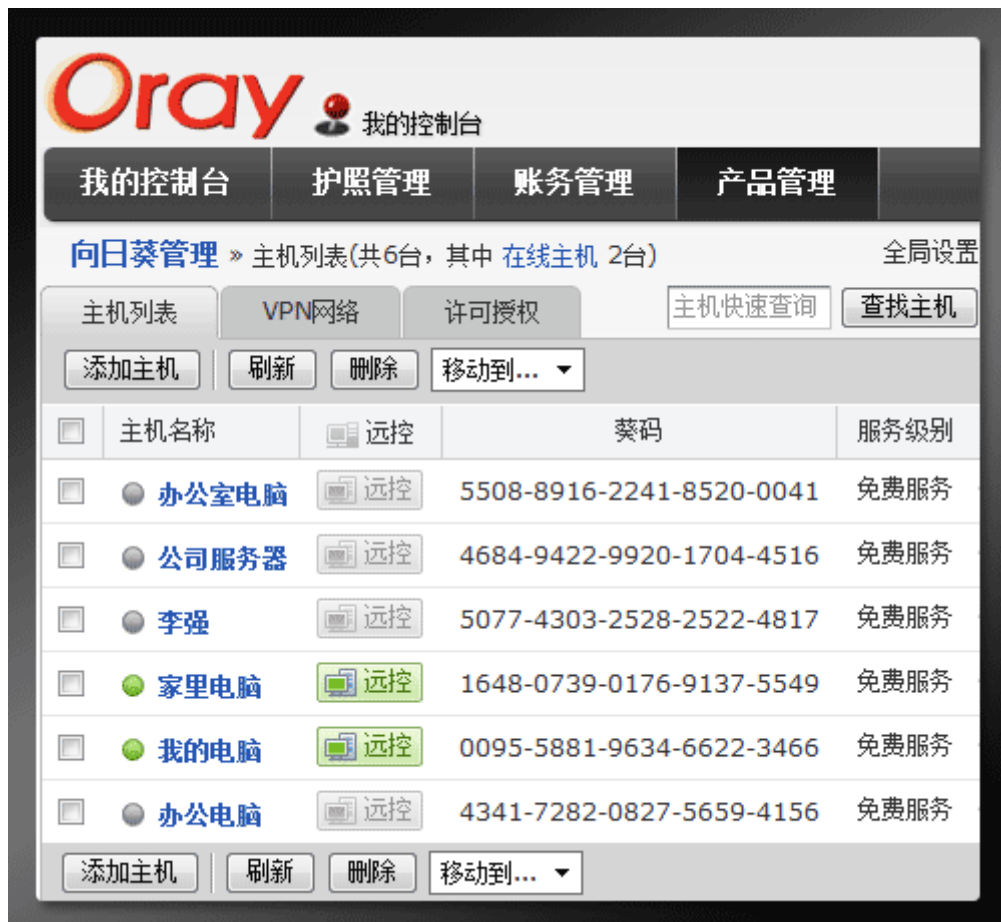 Oray 我的控制台
我的控制台 护照管理 账务管理 产品管理
向日葵管理 » 主机列表(共6台，其中 在线主机 2台) 全局设置
主机列表 VPN网络 许可授权 主机快速查询 查找主机
添加主机 刷新 删除 移动到...
主机名称 远控 葵码 服务级别
办公室电脑 远控 5508-8916-2241-8520-0041 免费服务
公司服务器 远控 4684-9422-9920-1704-4516 免费服务
李强 远控 5077-4303-2528-2522-4817 免费服务
家里电脑 远控 1648-0739-0176-9137-5549 免费服务
我的电脑 远控 0095-5881-9634-6622-3466 免费服务
办公电脑 远控 4341-7282-0827-5659-4156 免费服务
添加主机 刷新 删除 移动到...